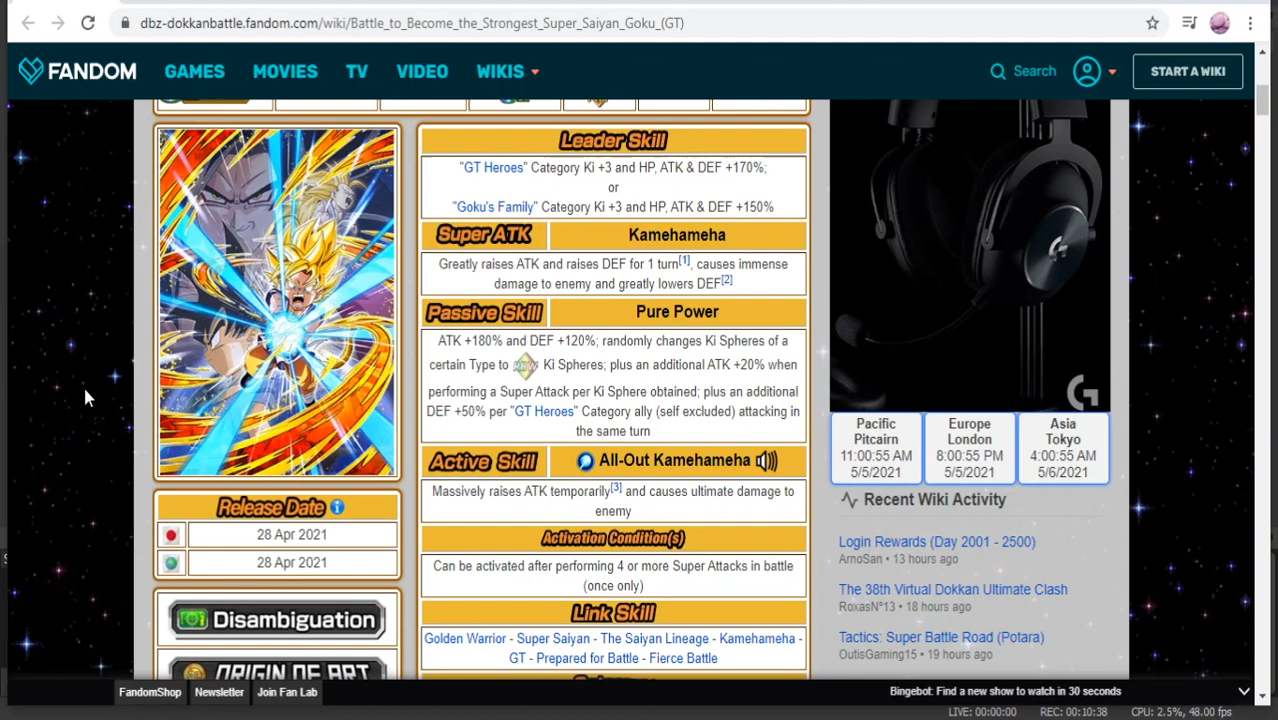 dbz-dokkanbattle.fandom.com/wiki/Battle_to_Become_the_Strongest_Super_Saiyan_Goku_(GT)
FANDOM
GAMES
MOVIES
TV
VIDEO
WIKIS
Search
START A WIKI
Leader Skill
"GT Heroes" Category Ki +3 and HP, ATK & DEF +170%;
or
"Goku's Family" Category Ki +3 and HP, ATK & DEF +150%
Super ATK
Kamehameha
Greatly raises ATK and raises DEF for 1 turn[1], causes immense
damage to enemy and greatly lowers DEF[2]
Passive Skill
Pure Power
ATK +180% and DEF +120%; randomly changes Ki Spheres of a
certain Type to Ki Spheres; plus an additional ATK +20% when
performing a Super Attack per Ki Sphere obtained; plus an additional
DEF +50% per "GT Heroes" Category ally (self excluded) attacking in
the same turn
Active Skill
All-Out Kamehameha
Massively raises ATK temporarily[3] and causes ultimate damage to
enemy
Activation Condition(s)
Can be activated after performing 4 or more Super Attacks in battle
(once only)
Link Skill
Golden Warrior - Super Saiyan - The Saiyan Lineage - Kamehameha -
GT - Prepared for Battle - Fierce Battle
Release Date
28 Apr 2021
28 Apr 2021
Disambiguation
ORIGIN OF ART
Pacific
Pitcairn
11:00:55 AM
5/5/2021
Europe
London
8:00:55 PM
5/5/2021
Asia
Tokyo
4:00:55 AM
5/6/2021
Recent Wiki Activity
Login Rewards (Day 2001 - 2500)
ArnoSan • 13 hours ago
The 38th Virtual Dokkan Ultimate Clash
RoxasN°13 • 18 hours ago
Tactics: Super Battle Road (Potara)
OutisGaming15 • 19 hours ago
FandomShop
Newsletter
Join Fan Lab
Bingebot: Find a new show to watch in 30 seconds
LIVE: 00:00:00
REC: 00:10:38
CPU: 2.5%, 48.00 fps